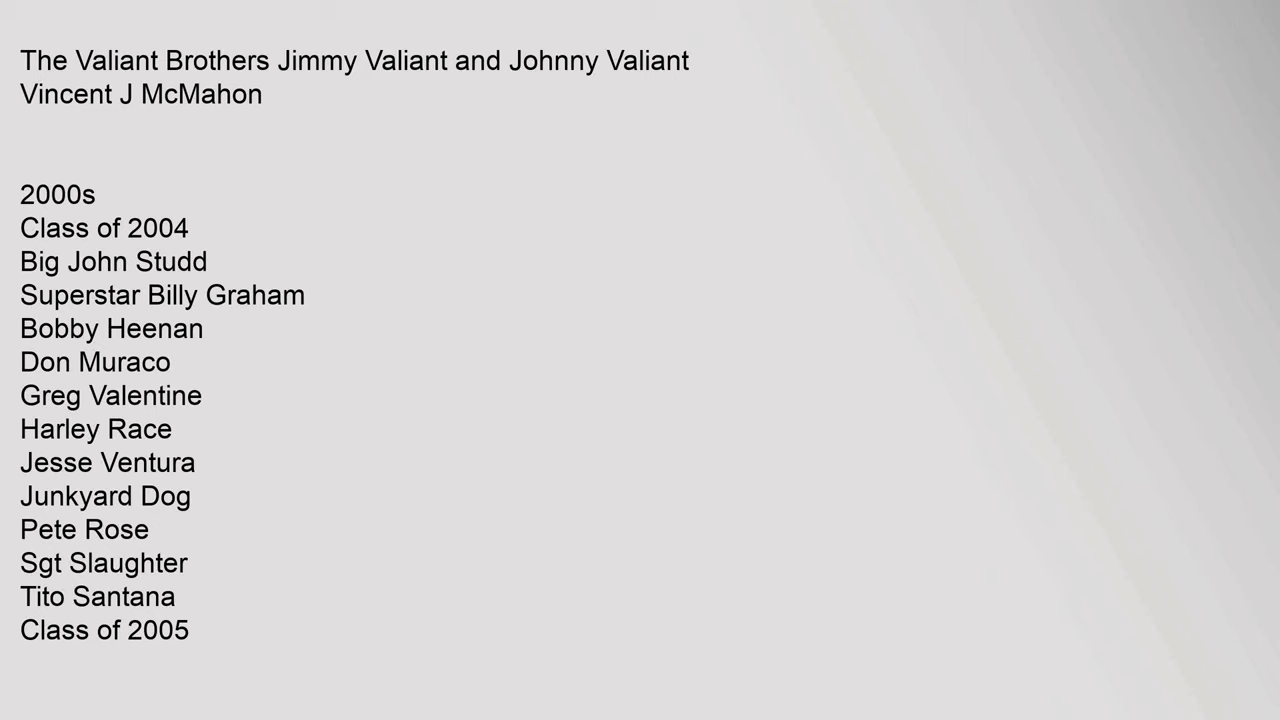 The Valiant Brothers Jimmy Valiant and Johnny Valiant
Vincent J McMahon
2000s
Class of 2004
Big John Studd
Superstar Billy Graham
Bobby Heenan
Don Muraco
Greg Valentine
Harley Race
Jesse Ventura
Junkyard Dog
Pete Rose
Sgt Slaughter
Tito Santana
Class of 2005